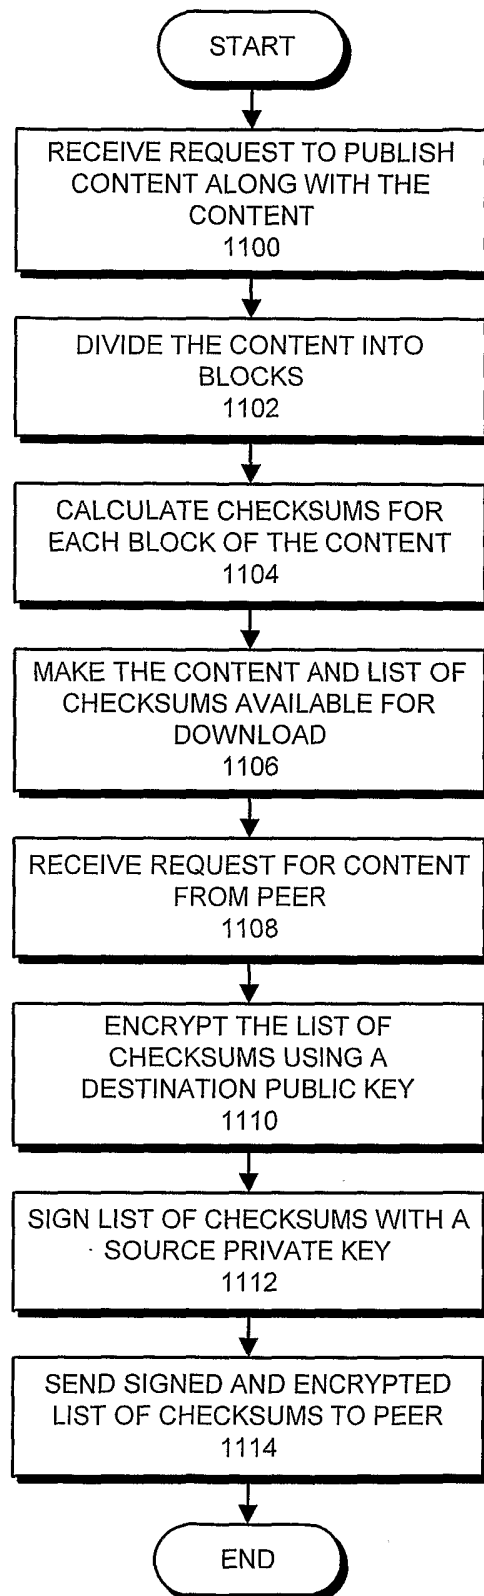 START
RECEIVE REQUEST TO PUBLISH
CONTENT ALONG WITH THE
CONTENT
1100
DIVIDE THE CONTENT INTO
BLOCKS
1102
CALCULATE CHECKSUMS FOR
EACH BLOCK OF THE CONTENT
1104
MAKE THE CONTENT AND LIST OF
CHECKSUMS AVAILABLE FOR
DOWNLOAD
1106
RECEIVE REQUEST FOR CONTENT
FROM PEER
1108
ENCRYPT THE LIST OF
CHECKSUMS USING A
DESTINATION PUBLIC KEY
1110
SIGN LIST OF CHECKSUMS WITH A
SOURCE PRIVATE KEY
1112
SEND SIGNED AND ENCRYPTED
LIST OF CHECKSUMS TO PEER
1114
END